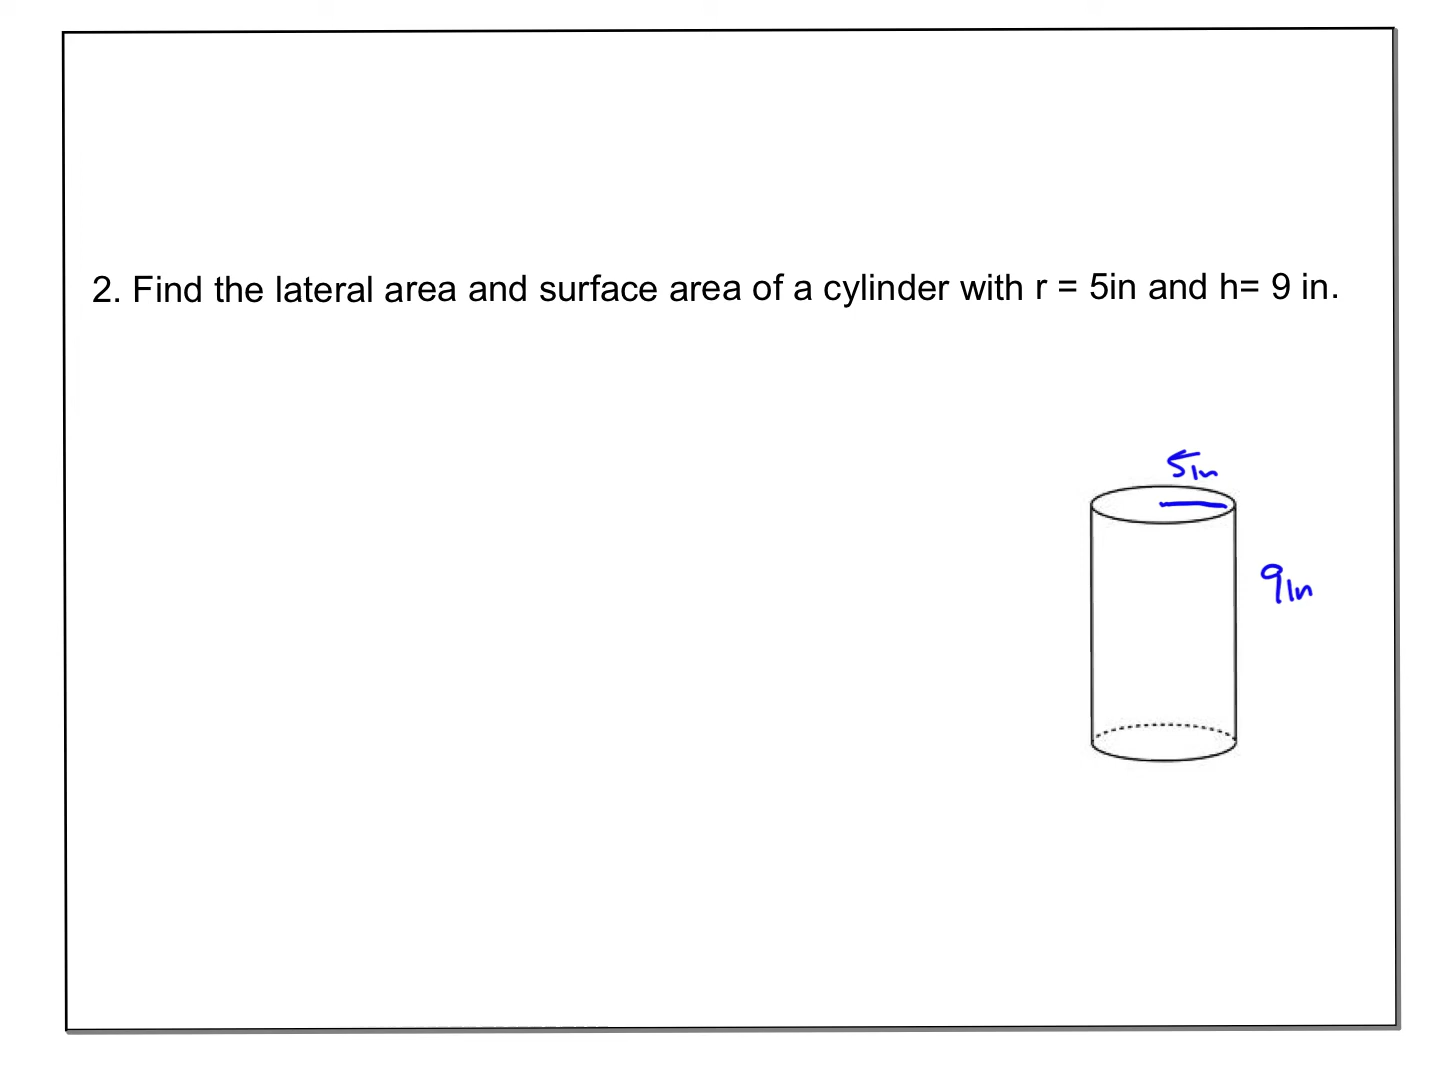 2. Find the lateral area and surface area of a cylinder with r = 5in and h= 9 in.
5in
9in